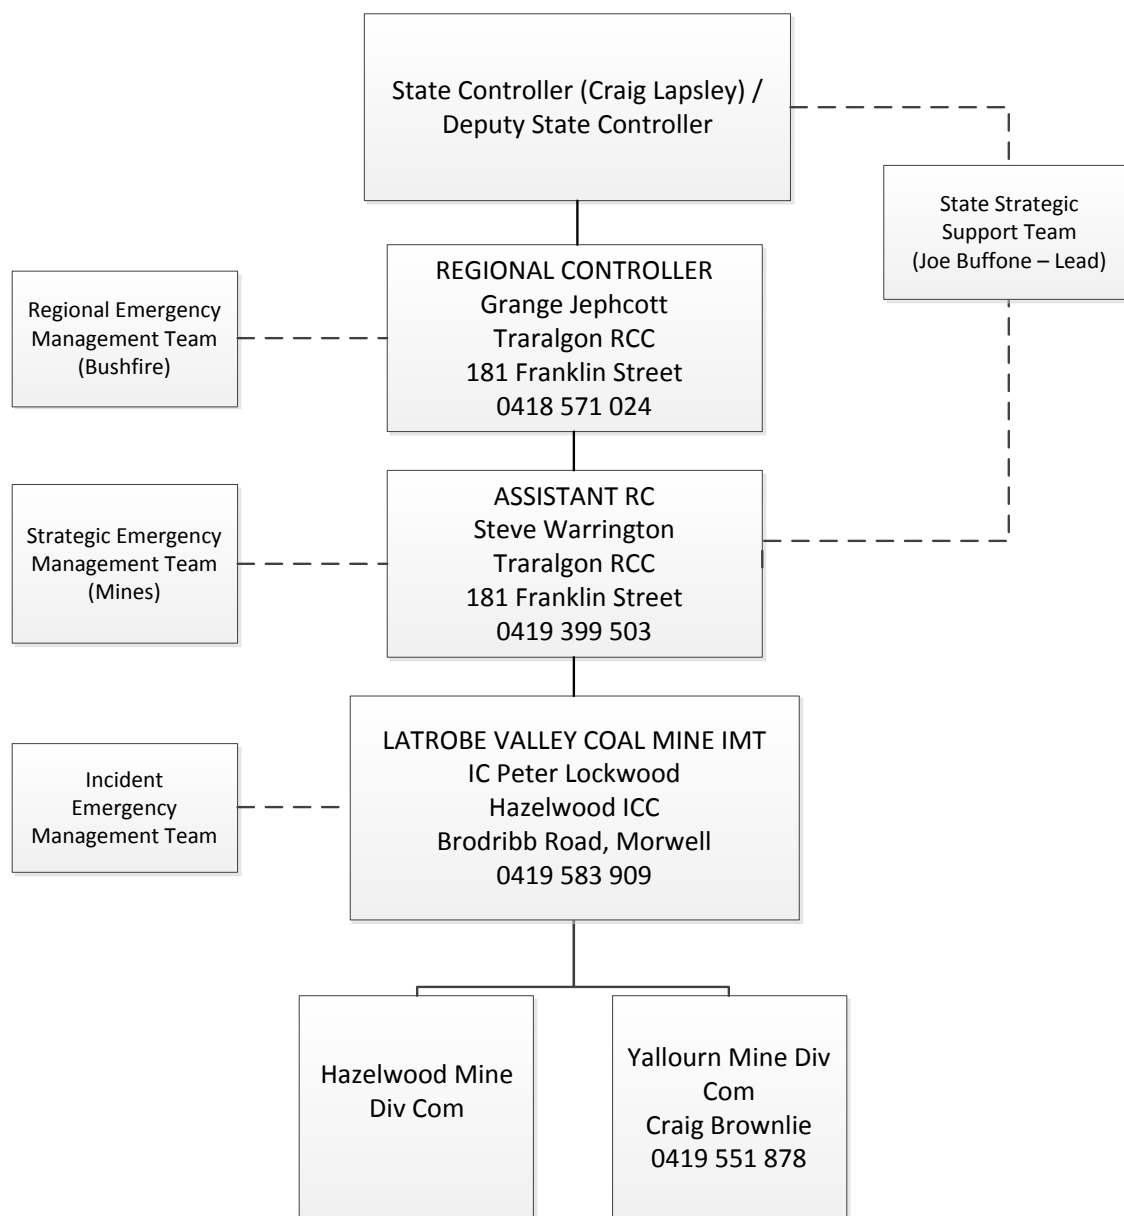 State Controller (Craig Lapsley) /
Deputy State Controller
State Strategic
Support Team
(Joe Buffone – Lead)
REGIONAL CONTROLLER
Grange Jephcott
Traralgon RCC
181 Franklin Street
0418 571 024
Regional Emergency
Management Team
(Bushfire)
ASSISTANT RC
Steve Warrington
Traralgon RCC
181 Franklin Street
0419 399 503
Strategic Emergency
Management Team
(Mines)
LATROBE VALLEY COAL MINE IMT
IC Peter Lockwood
Hazelwood ICC
Brodribb Road, Morwell
0419 583 909
Incident
Emergency
Management Team
Hazelwood Mine
Div Com
Yallourn Mine Div
Com
Craig Brownlie
0419 551 878